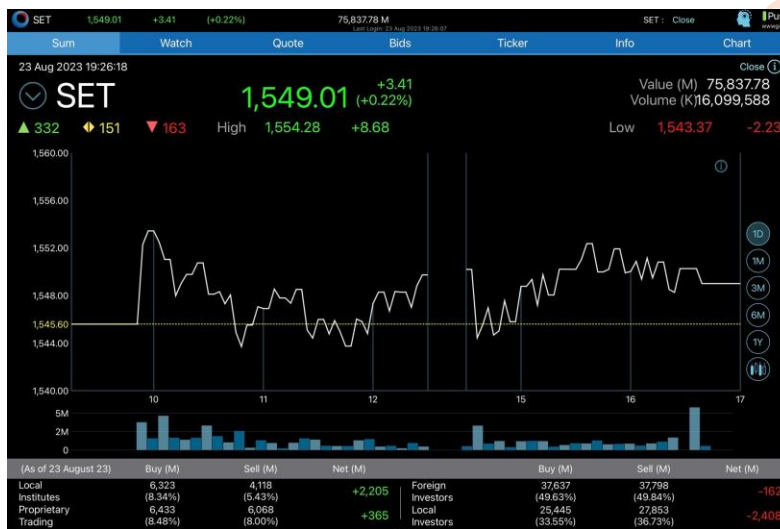 SET 1,549.01 +3.41 (+0.22%) 75,837.78 M SET : Close
Last Login: 23 Aug 2023 19:26:07
Sum Watch Quote Bids Ticker Info Chart
23 Aug 2023 19:26:18 Close
SET 1,549.01 +3.41 (+0.22%) Value (M) 75,837.78
Volume (K) 16,099,588
332 151 163 High 1,554.28 +8.68 Low 1,543.37 -2.23
1,560.00
1,556.00
1,552.00
1,548.00
1,545.60
1,544.00
1,540.00
1D
1M
3M
6M
1Y
10 11 12 15 16 17
5M
2M
0
(As of 23 August 23) Buy (M) Sell (M) Net (M) Buy (M) Sell (M) Net (M)
Local Institutes 6,323 (8.34%) 4,118 (5.43%) +2,205 Foreign Investors 37,637 (49.63%) 37,798 (49.84%) -162
Proprietary Trading 6,433 (8.48%) 6,068 (8.00%) +365 Local Investors 25,445 (33.55%) 27,853 (36.73%) -2,408